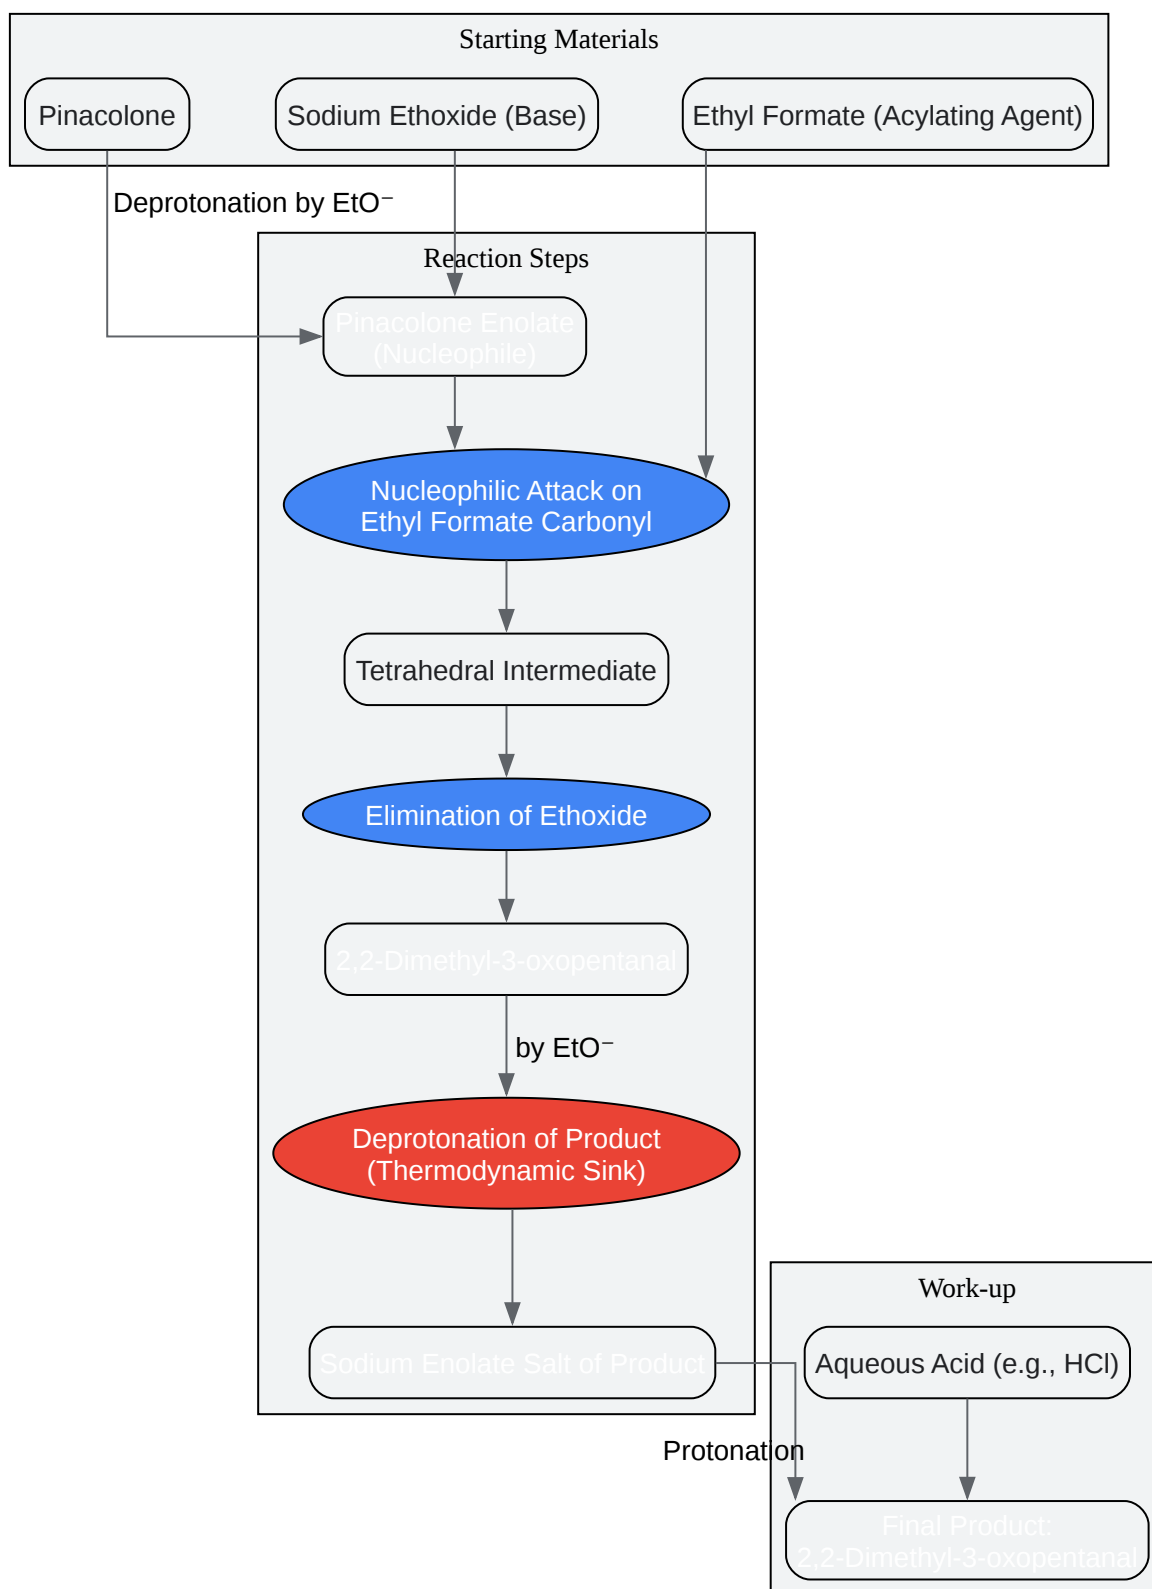 Starting Materials
Pinacolone
Sodium Ethoxide (Base)
Ethyl Formate (Acylating Agent)
Deprotonation by EtO⁻
Reaction Steps
Pinacolone Enolate
(Nucleophile)
Nucleophilic Attack on
Ethyl Formate Carbonyl
Tetrahedral Intermediate
Elimination of Ethoxide
2,2-Dimethyl-3-oxopentanal
by EtO⁻
Deprotonation of Product
(Thermodynamic Sink)
Sodium Enolate Salt of Product
Work-up
Aqueous Acid (e.g., HCl)
Protonation
Final Product:
2,2-Dimethyl-3-oxopentanal